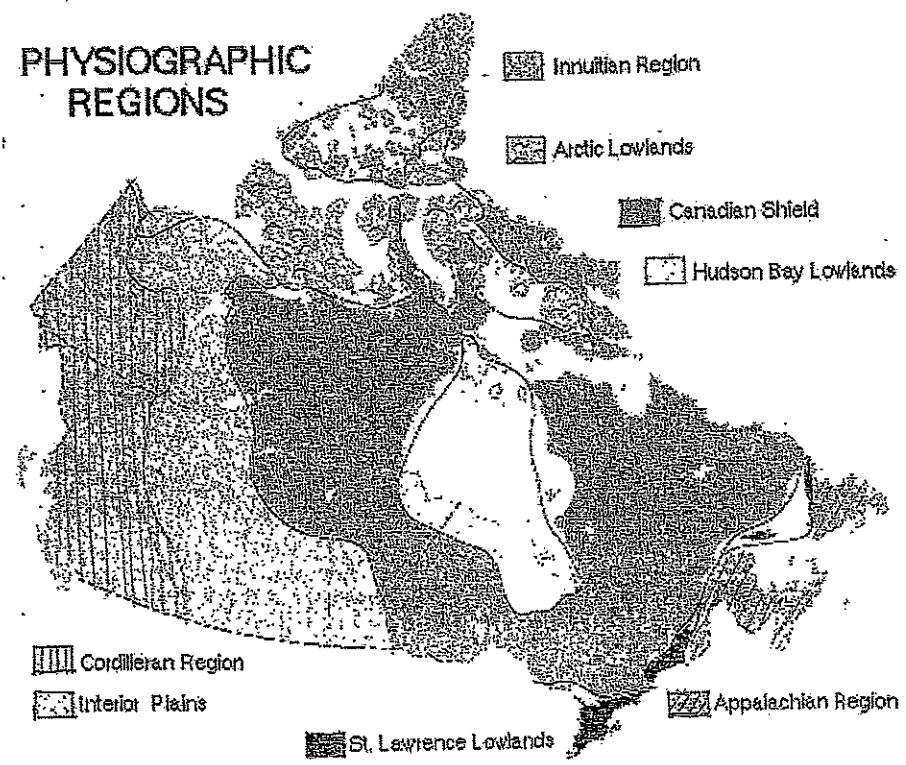 PHYSIOGRAPHIC
REGIONS
Innuitian Region
Arctic Lowlands
Canadian Shield
Hudson Bay Lowlands
Cordilleran Region
Interior Plains
Appalachian Region
St. Lawrence Lowlands